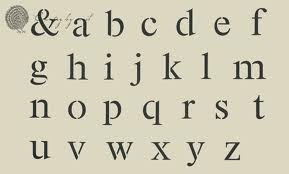 & a b c d e f
g h i j k l m
n o p q r s t
u v w x y z